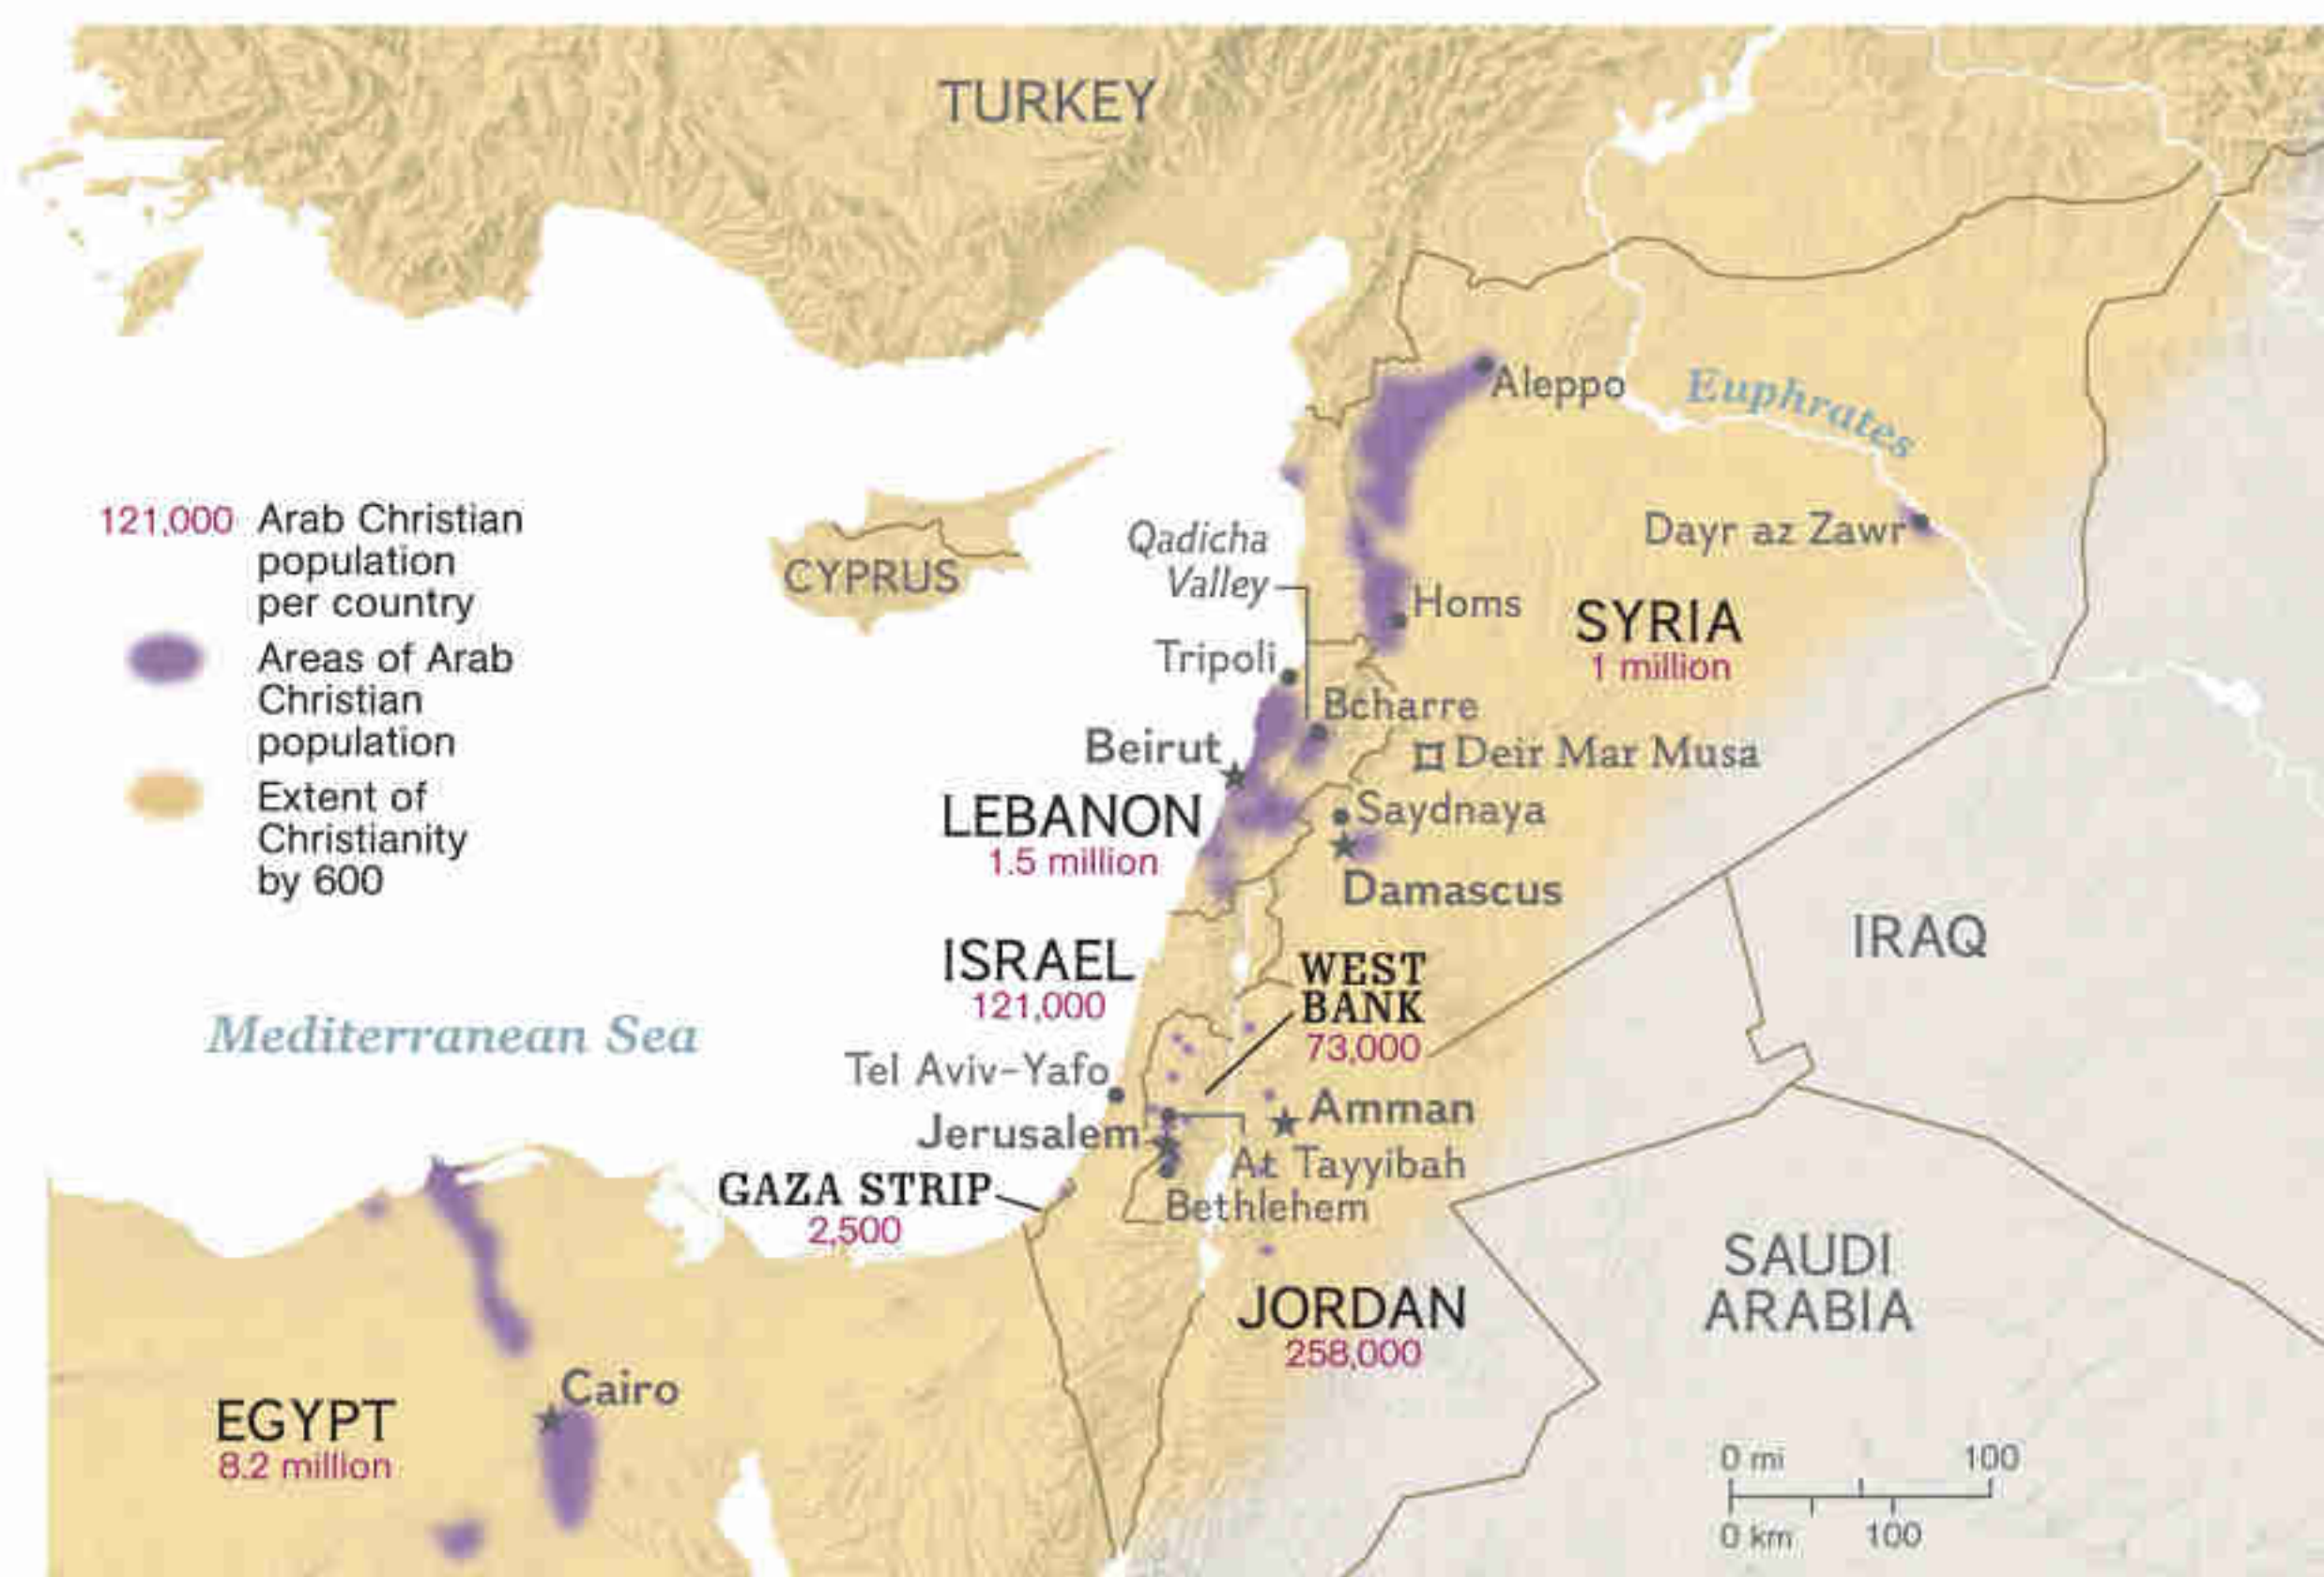 TURKEY
Aleppo
Euphrates
121,000 Arab Christian
population
per country
Areas of Arab
Christian
population
Extent of
Christianity
by 600
CYPRUS
Qadicha
Valley
Dayr az Zawr
Homs
SYRIA
1 million
Tripoli
Bcharre
Beirut
Deir Mar Musa
LEBANON
1.5 million
Saydnaya
Damascus
IRAQ
ISRAEL
121,000
WEST
BANK
73,000
Mediterranean Sea
Tel Aviv-Yafo
Amman
Jerusalem
At Tayyibah
GAZA STRIP
2,500
Bethlehem
SAUDI
ARABIA
JORDAN
258,000
Cairo
EGYPT
8.2 million
0 mi 100
0 km 100